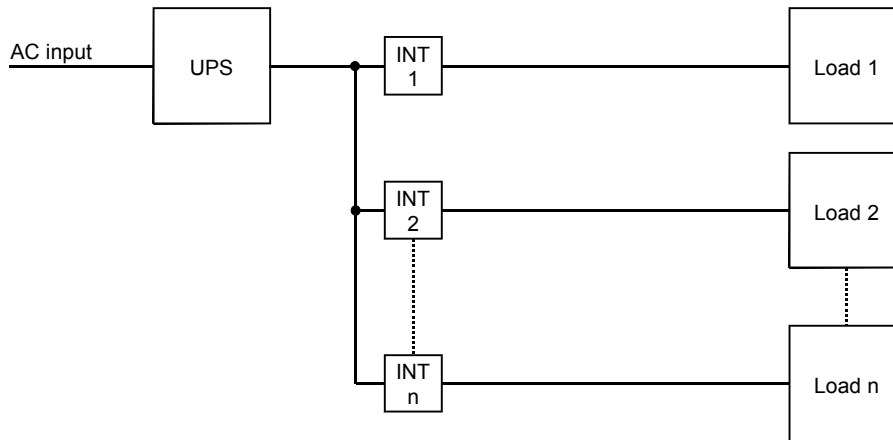 AC input
UPS
INT
1
Load 1
INT
2
Load 2
INT
n
Load n